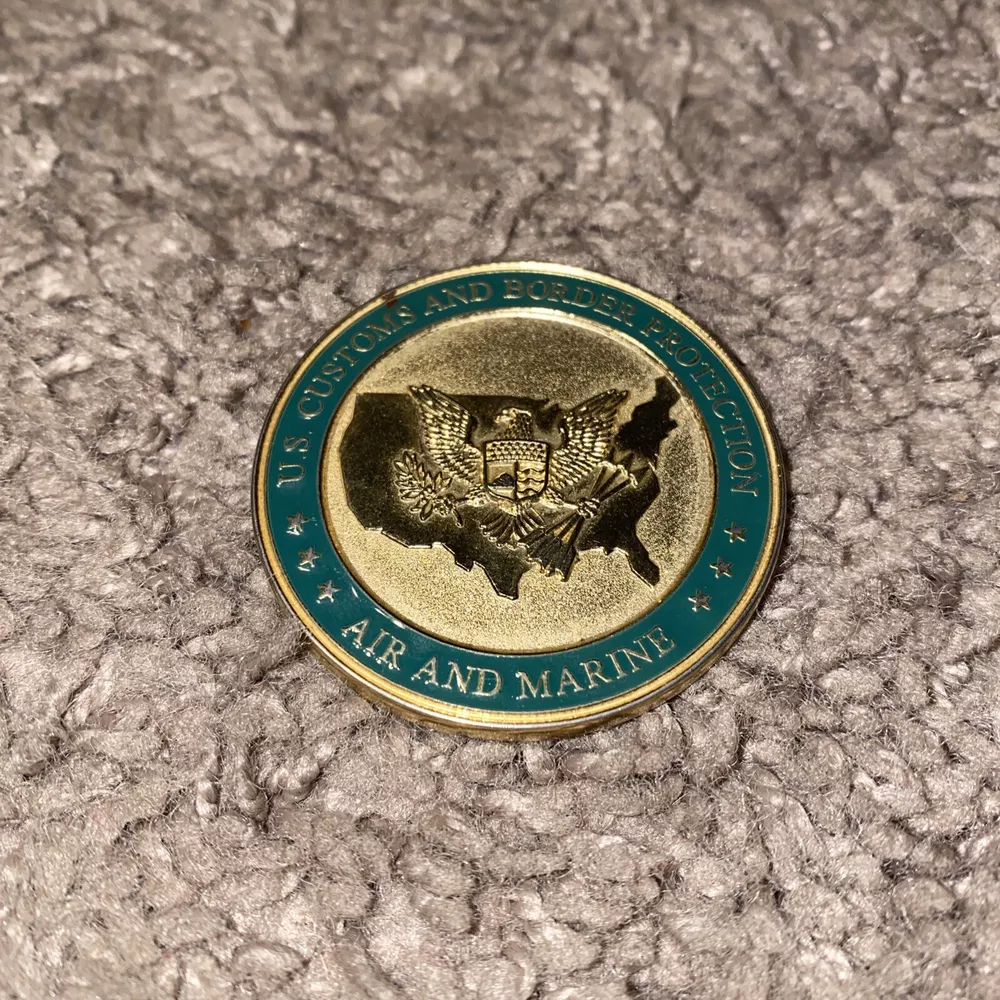 U.S. CUSTOMS AND BORDER PROTECTION
AIR AND MARINE